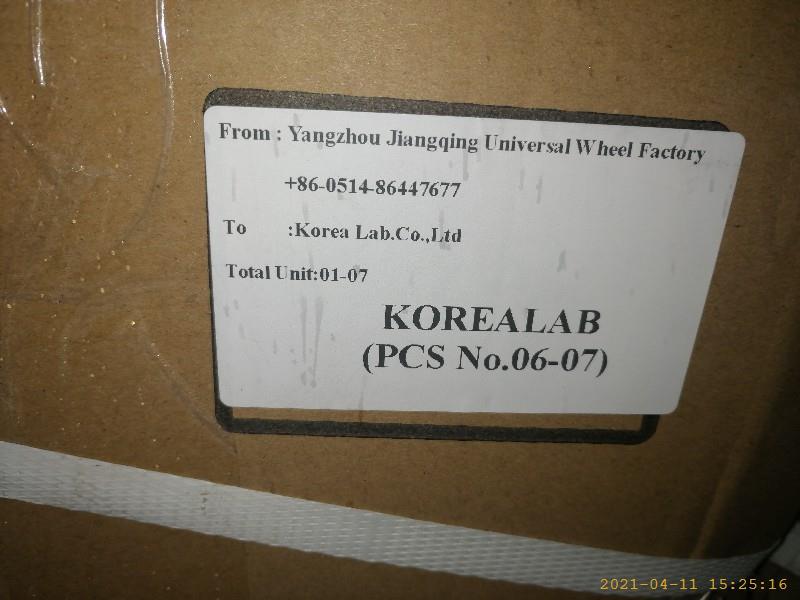 From : Yangzhou Jiangqing Universal Wheel Factory
+86-0514-86447677
To :Korea Lab.Co.,Ltd
Total Unit:01-07
KOREALAB
(PCS No.06-07)
2021-04-11 15:25:16